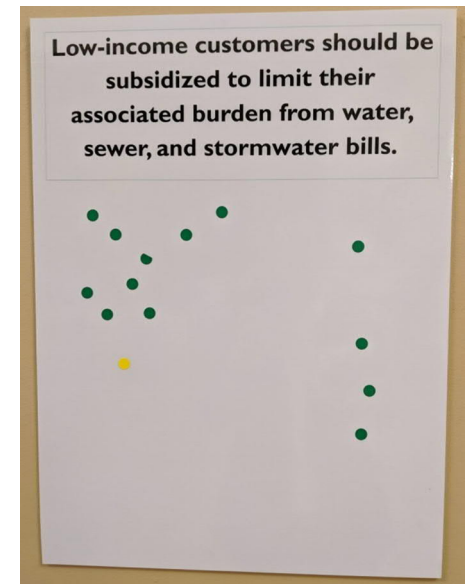 Low-income customers should be
subsidized to limit their
associated burden from water,
sewer, and stormwater bills.